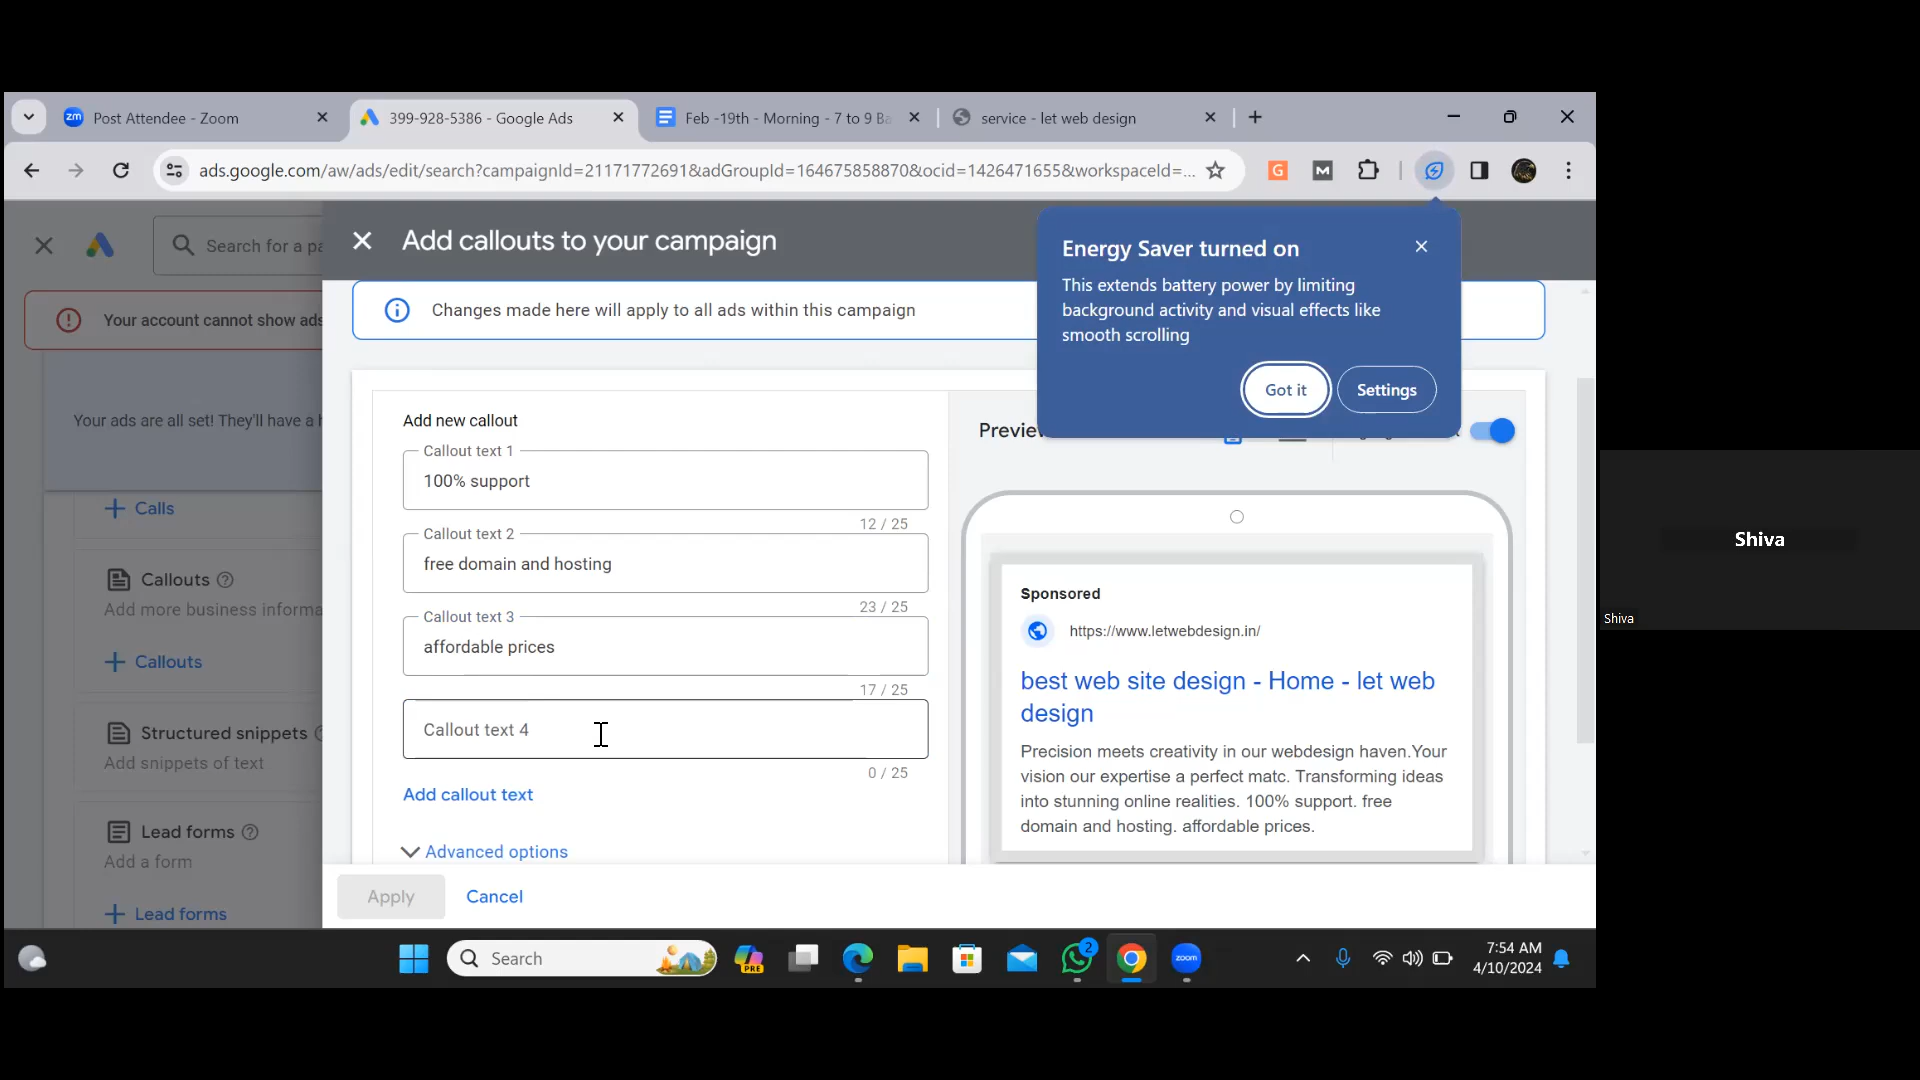 Post Attendee - Zoom
399-928-5386 - Google Ads
Feb -19th - Morning - 7 to 9 Ba
service - let web design
ads.google.com/aw/ads/edit/search?campaignId=21171772691&adGroupId=164675858870&ocid=1426471655&workspaceId=...
Search for a pa
Add callouts to your campaign
Energy Saver turned on
This extends battery power by limiting
background activity and visual effects like
smooth scrolling
Got it
Settings
Your account cannot show ads
Changes made here will apply to all ads within this campaign
Your ads are all set! They'll have a h
Add new callout
Callout text 1
100% support
12 / 25
Callout text 2
free domain and hosting
23 / 25
Callout text 3
affordable prices
17 / 25
Callout text 4
0 / 25
Add callout text
Advanced options
Apply
Cancel
Calls
Callouts
Add more business informa
Callouts
Structured snippets
Add snippets of text
Lead forms
Add a form
Lead forms
Preview
Sponsored
https://www.letwebdesign.in/
best web site design - Home - let web
design
Precision meets creativity in our webdesign haven.Your
vision our expertise a perfect matc. Transforming ideas
into stunning online realities. 100% support. free
domain and hosting. affordable prices.
Shiva
Shiva
Search
PRE
2
zoom
7:54 AM
4/10/2024